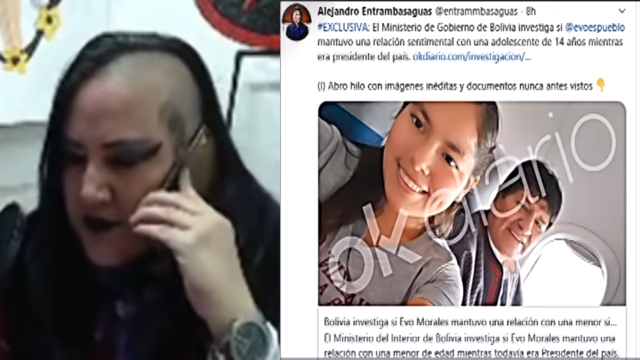 Alejandro Entrambasaguas @entrambasaguas · 8h
#EXCLUSIVA: El Ministerio de Gobierno de Bolivia investiga si @evoespueblo
mantuvo una relación sentimental con una adolescente de 14 años mientras
era presidente del país. okdiario.com/investigacion/...
(I) Abro hilo con imágenes inéditas y documentos nunca antes vistos 👇
ok diario
Bolivia investiga si Evo Morales mantuvo una relación con una menor si...
El Ministerio del Interior de Bolivia investiga si Evo Morales mantuvo una
relación con una menor de edad mientras todavía era Presidente del país.